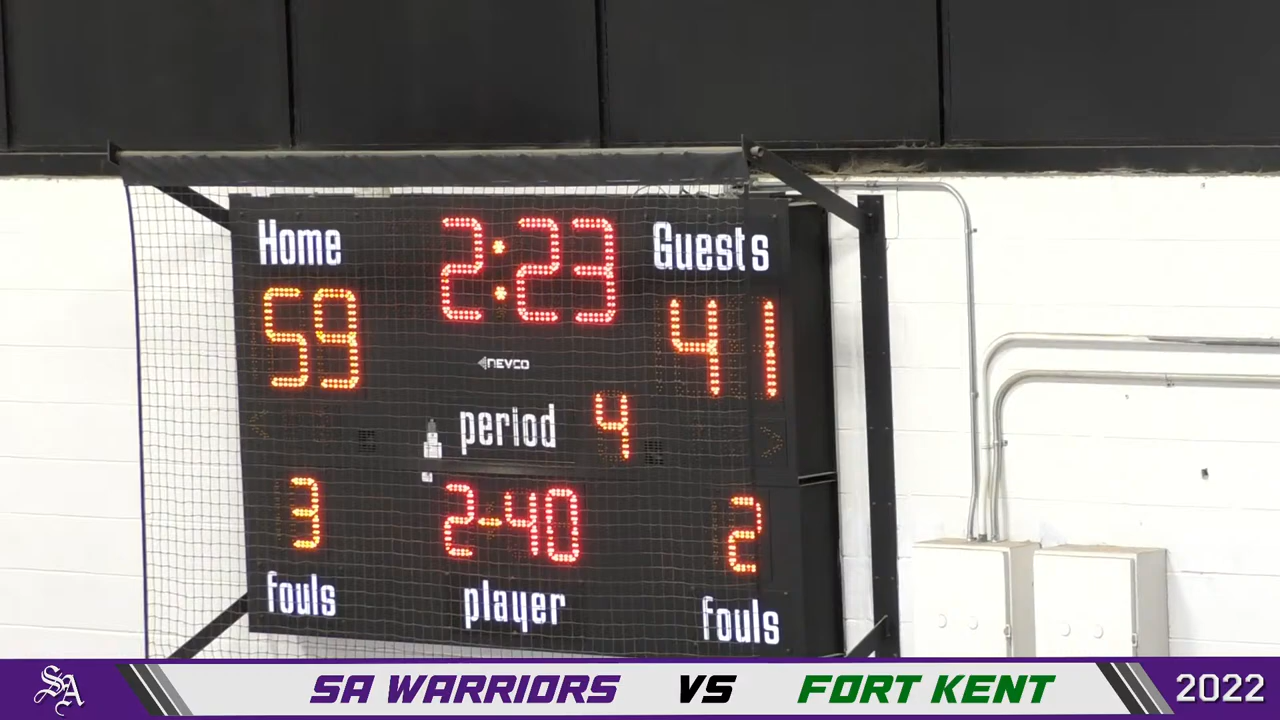 Home 2:23 Guests
59 41
NEVCO
period 4
3 2-40 2
fouls player fouls
SA SA WARRIORS VS FORT KENT 2022